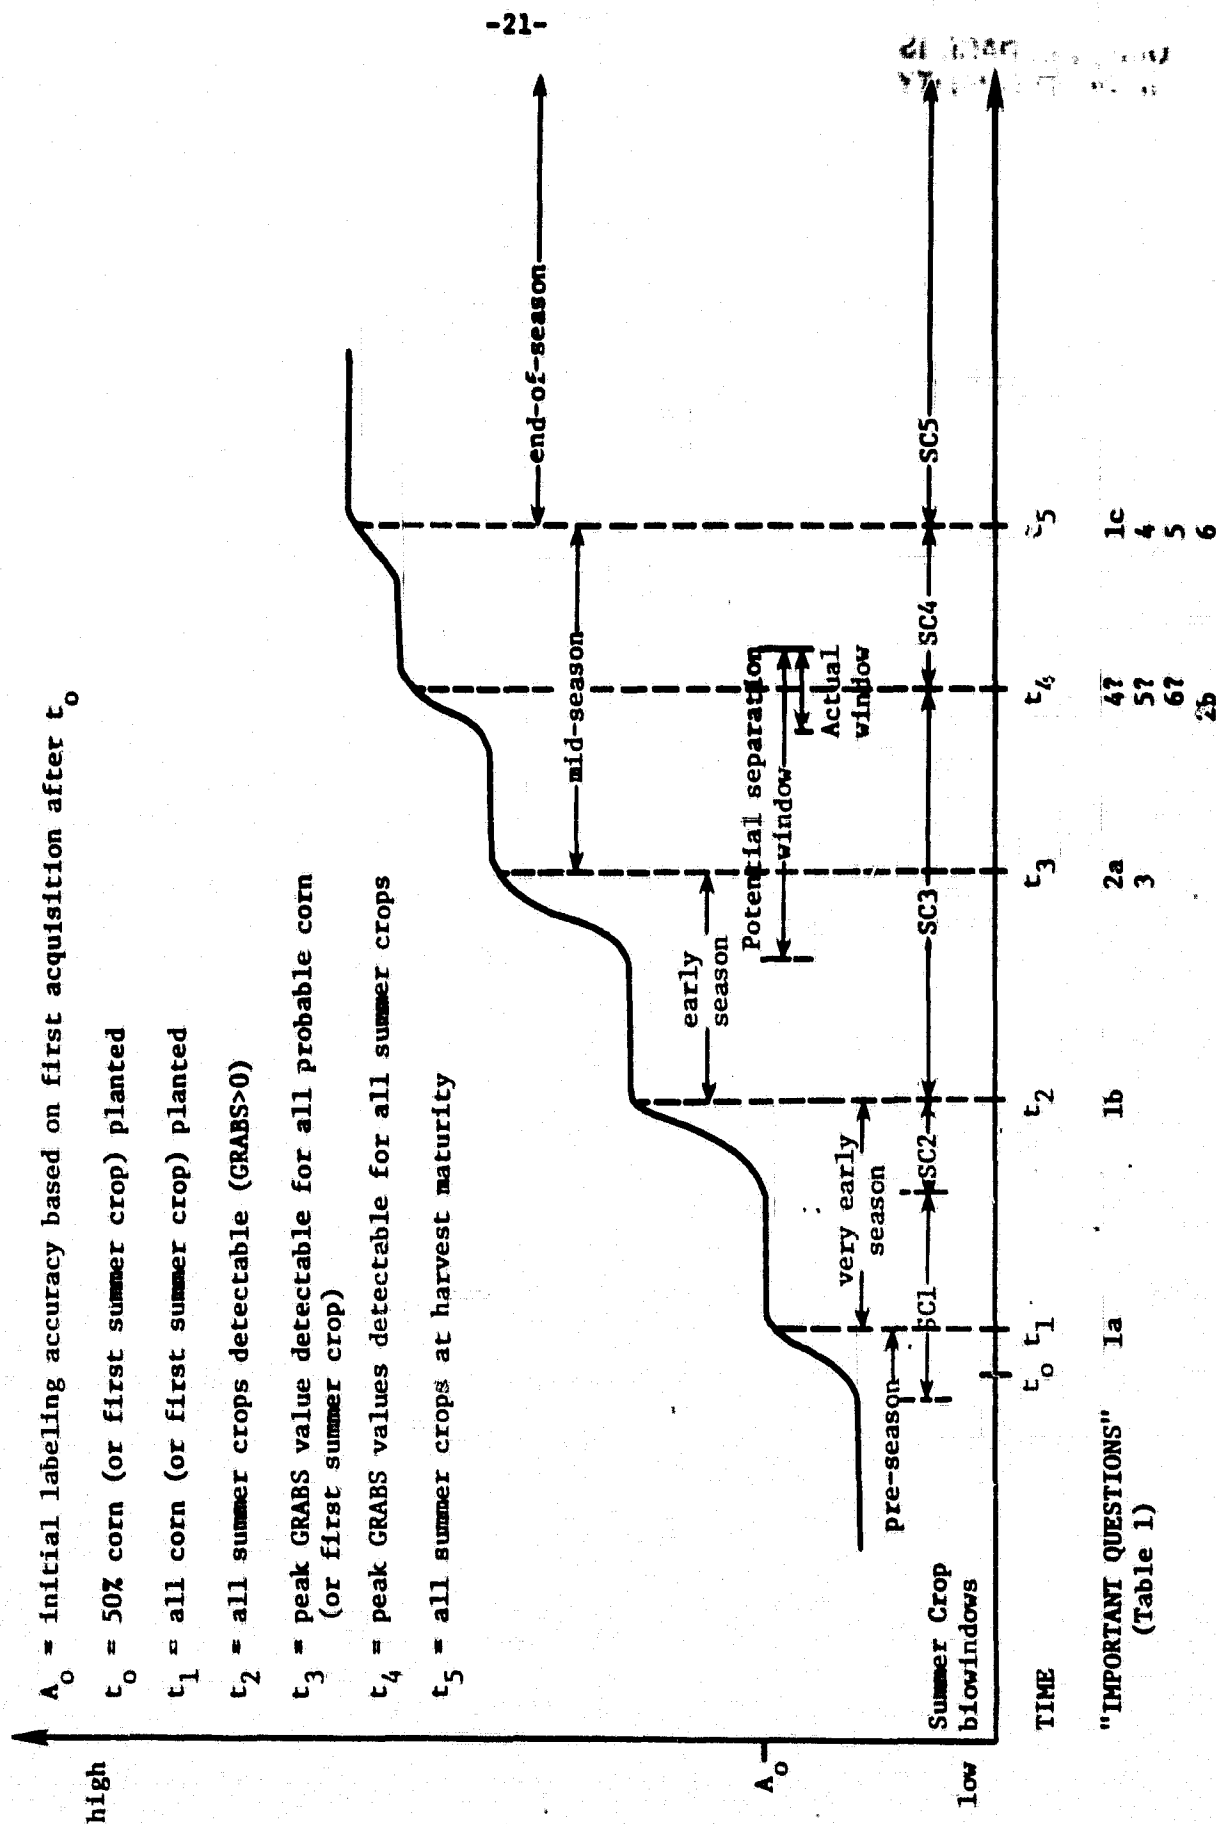 -21-
high
A₀ = initial labeling accuracy based on first acquisition after t₀
t₀ = 50% corn (or first summer crop) planted
t₁ = all corn (or first summer crop) planted
t₂ = all summer crops detectable (GRABS>0)
t₃ = peak GRABS value detectable for all probable corn
(or first summer crop)
t₄ = peak GRABS values detectable for all summer crops
t₅ = all summer crops at harvest maturity
A₀
low
pre-season
very early
season
early
season
mid-season
end-of-season
Potential separation
window
Actual
window
Summer Crop
biowindows
SC1
SC2
SC3
SC4
SC5
TIME
t₀ t₁ t₂ t₃ t₄ t₅
"IMPORTANT QUESTIONS"
(Table 1)
1a
1b
2a
3
4?
5?
6?
2b
1c
4
5
6